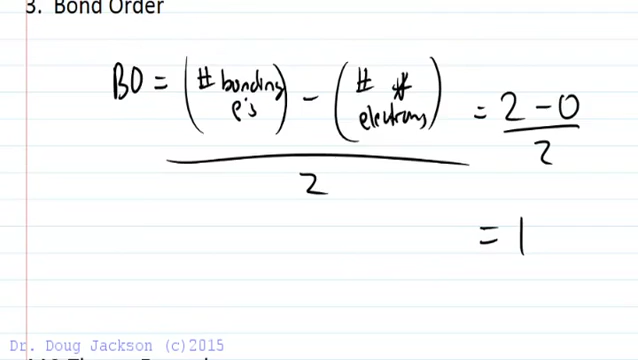 3. Bond Order
BO = (# bonding e's) - (# * electrons) = 2 - 0
2 2
= 1
Dr. Doug Jackson (c)2015